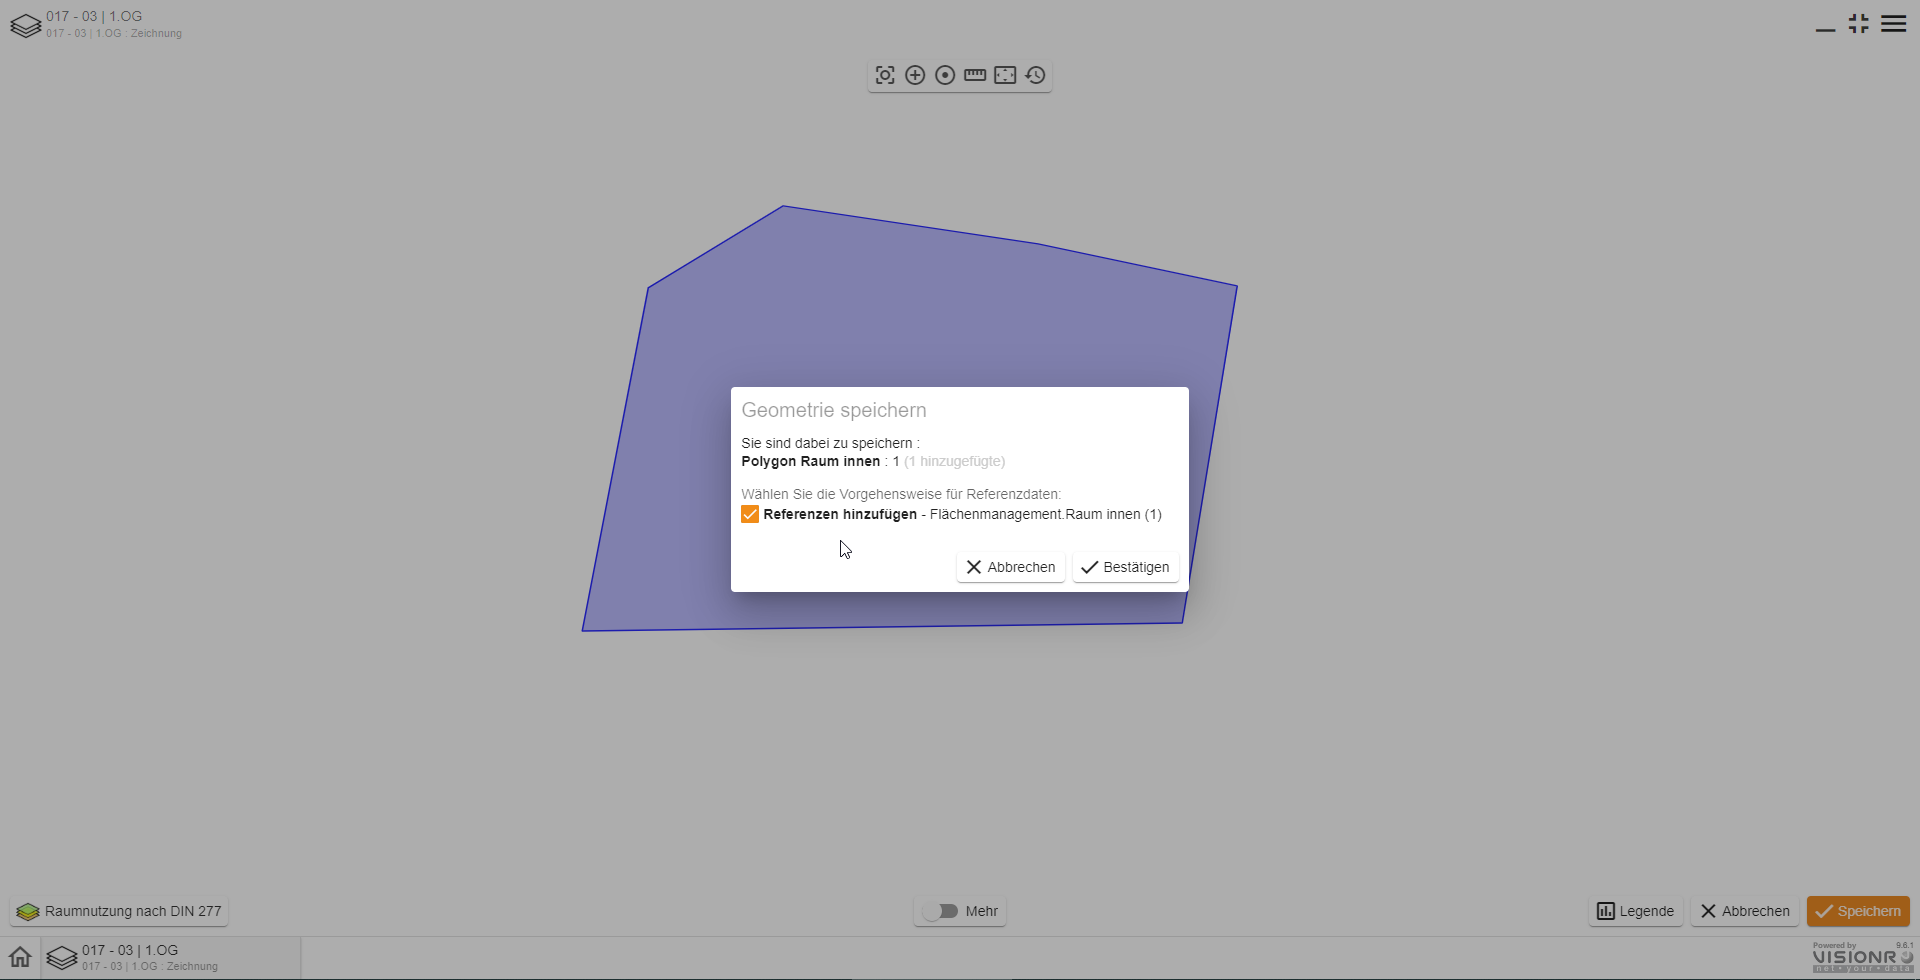 017 - 03 | 1.OG
017 - 03 | 1.OG : Zeichnung
Geometrie speichern
Sie sind dabei zu speichern :
Polygon Raum innen : 1 (1 hinzugefügte)
Wählen Sie die Vorgehensweise für Referenzdaten:
Referenzen hinzufügen - Flächenmanagement.Raum innen (1)
Abbrechen
Bestätigen
Raumnutzung nach DIN 277
Mehr
Legende
Abbrechen
Speichern
017 - 03 | 1.OG
017 - 03 | 1.OG : Zeichnung
Powered by 9.6.1
VISIONR
net • your • data